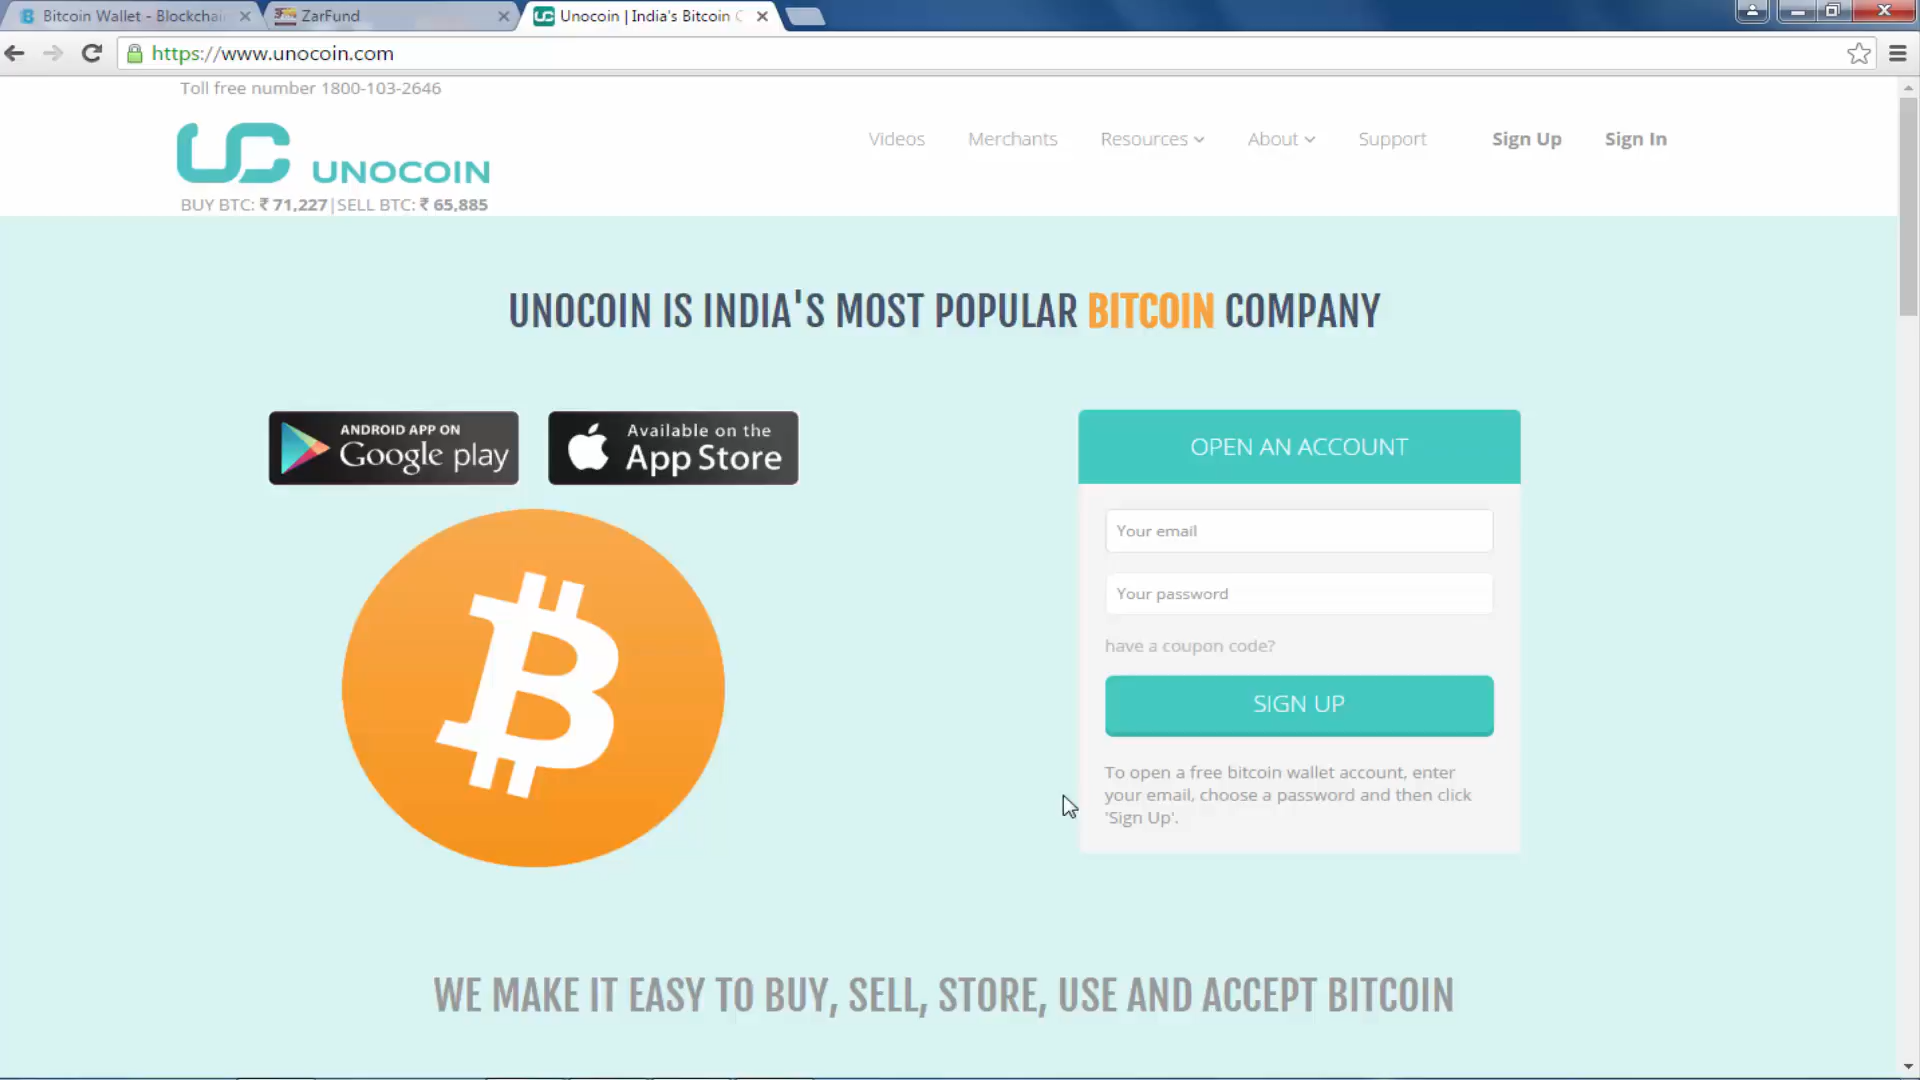 Bitcoin Wallet - Blockchai
ZarFund
Unocoin | India's Bitcoin C
https://www.unocoin.com
Toll free number 1800-103-2646
UNOCOIN
BUY BTC: ₹ 71,227|SELL BTC: ₹ 65,885
Videos
Merchants
Resources
About
Support
Sign Up
Sign In
UNOCOIN IS INDIA'S MOST POPULAR BITCOIN COMPANY
ANDROID APP ON
Google play
Available on the
App Store
OPEN AN ACCOUNT
Your email
Your password
have a coupon code?
SIGN UP
To open a free bitcoin wallet account, enter
your email, choose a password and then click
'Sign Up'.
WE MAKE IT EASY TO BUY, SELL, STORE, USE AND ACCEPT BITCOIN